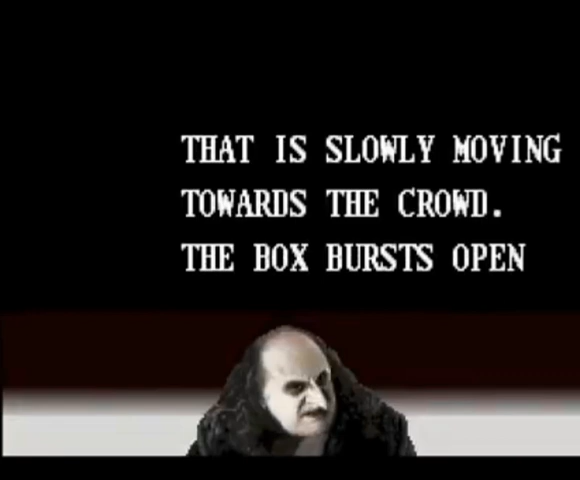 THAT IS SLOWLY MOVING
TOWARDS THE CROWD.
THE BOX BURSTS OPEN